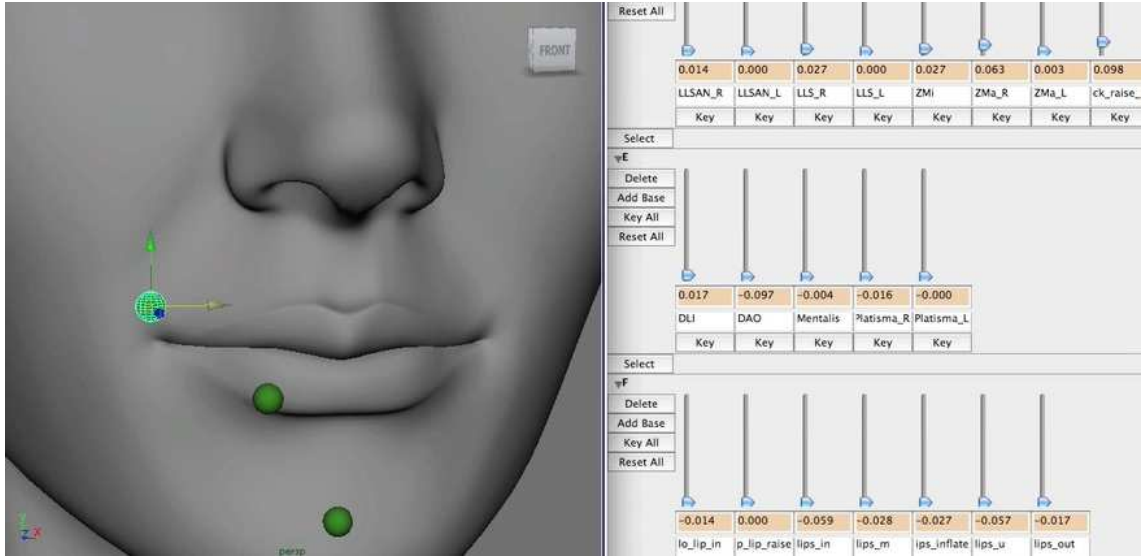 FRONT
persp
Z X
Reset All
0.014 0.000 0.027 0.000 0.027 0.063 0.003 0.098
LLSAN_R LLSAN_L LLS_R LLS_L ZMi ZMa_R ZMa_L ck_raise_
Key Key Key Key Key Key Key Key
Select
E
Delete
Add Base
Key All
Reset All
0.017 -0.097 -0.004 -0.016 -0.000
DLI DAO Mentalis Platisma_R Platisma_L
Key Key Key Key Key
Select
F
Delete
Add Base
Key All
Reset All
-0.014 0.000 -0.059 -0.028 -0.027 -0.057 -0.017
lo_lip_in p_lip_raise lips_in lips_m ips_inflate lips_u lips_out